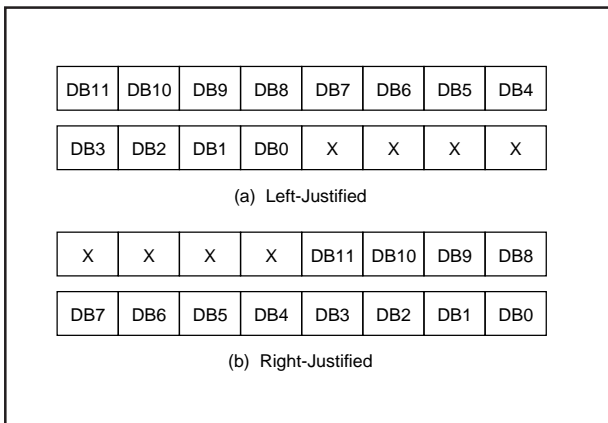 DB11 DB10 DB9 DB8 DB7 DB6 DB5 DB4
DB3 DB2 DB1 DB0 X X X X
(a) Left-Justified
X X X X DB11 DB10 DB9 DB8
DB7 DB6 DB5 DB4 DB3 DB2 DB1 DB0
(b) Right-Justified